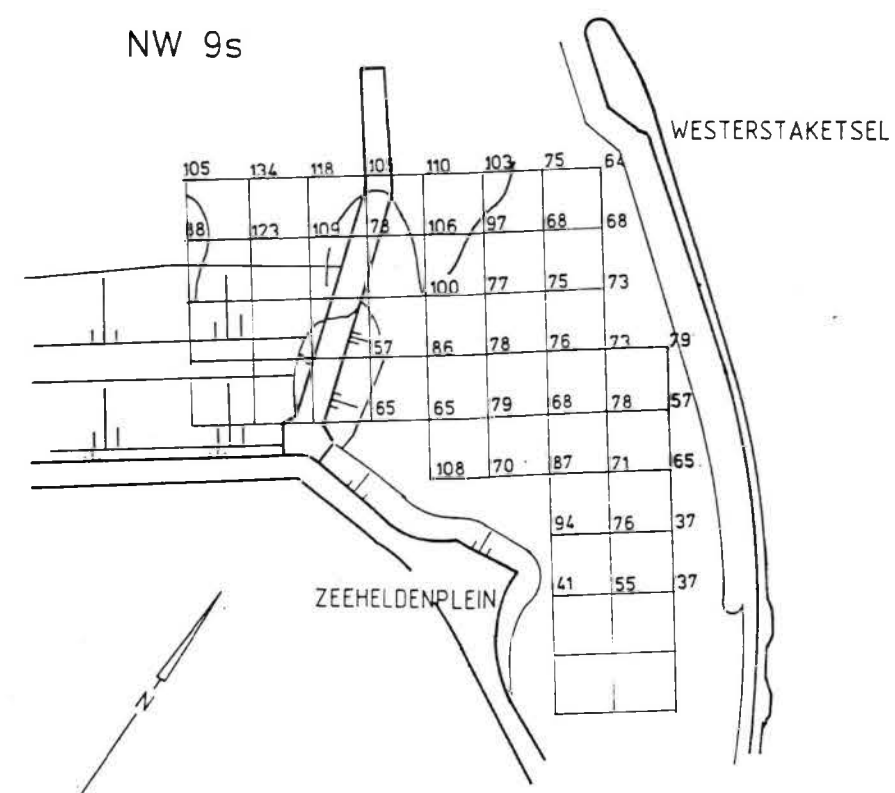 NW 9s
WESTERSTAKETSEL
105 134 118 105 110 103 75 64
88 123 109 78 106 97 68 68
100 77 75 73
57 86 78 76 73 79
65 65 79 68 78 57
108 70 87 71 65
94 76 37
41 55 37
ZEEHELDENPLEIN
N